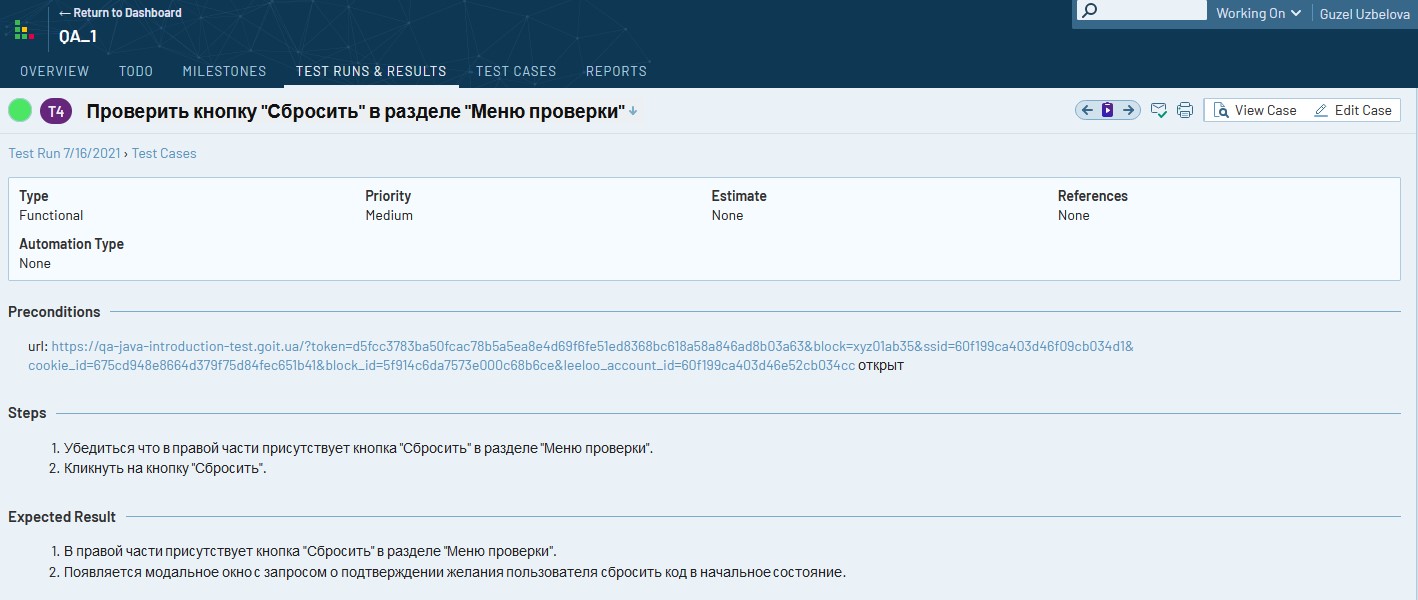 ← Return to Dashboard
QA_1
Working On
Guzel Uzbelova
OVERVIEW TODO MILESTONES TEST RUNS & RESULTS TEST CASES REPORTS
T4 Проверить кнопку "Сбросить" в разделе "Меню проверки"
View Case Edit Case
Test Run 7/16/2021 › Test Cases
Type Priority Estimate References
Functional Medium None None
Automation Type
None
Preconditions
url: https://qa-java-introduction-test.goit.ua/?token=d5fcc3783ba50fcac78b5a5ea8e4d69f6fe51ed8368bc618a58a846ad8b03a63&block=xyz01ab35&ssid=60f199ca403d46f09cb034d1&
cookie_id=675cd948e8664d379f75d84fec651b41&block_id=5f914c6da7573e000c68b6ce&leeloo_account_id=60f199ca403d46e52cb034cc открыт
Steps
1. Убедиться что в правой части присутствует кнопка "Сбросить" в разделе "Меню проверки".
2. Кликнуть на кнопку "Сбросить".
Expected Result
1. В правой части присутствует кнопка "Сбросить" в разделе "Меню проверки".
2. Появляется модальное окно с запросом о подтверждении желания пользователя сбросить код в начальное состояние.